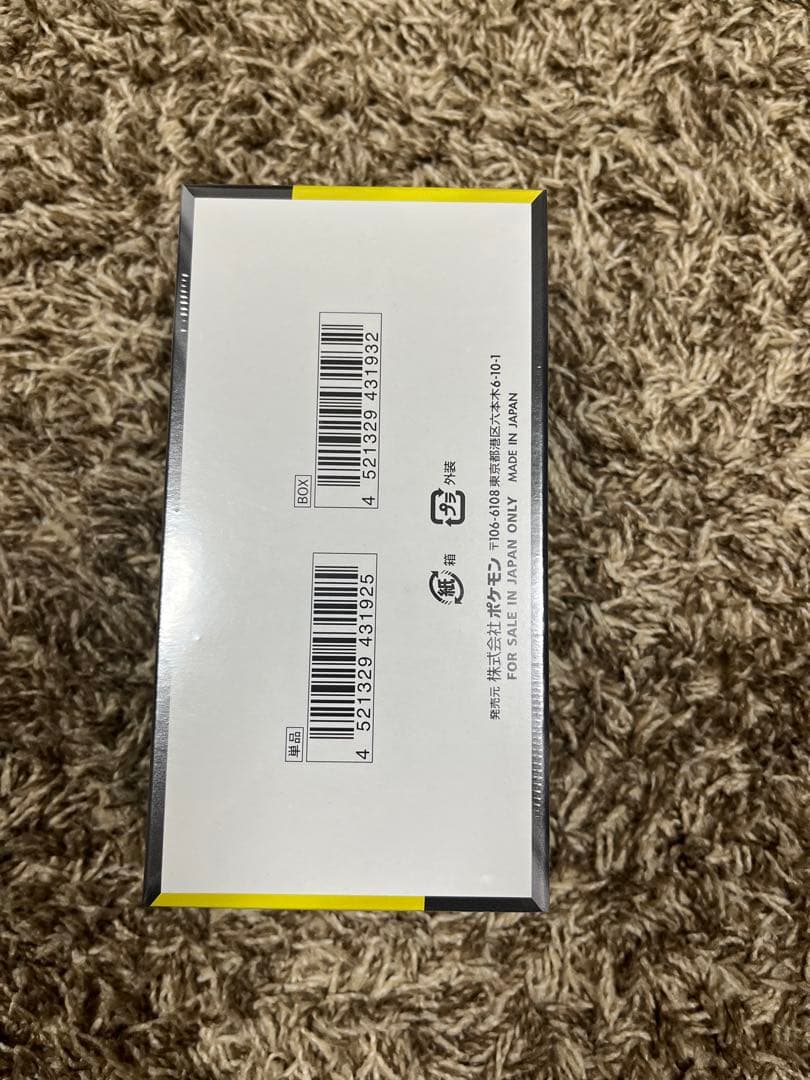 単品
4 521329 431925
BOX
4 521329 431932
紙 箱
プラ 外装
発売元 株式会社 ポケモン 〒106-6108 東京都港区六本木6-10-1
FOR SALE IN JAPAN ONLY MADE IN JAPAN